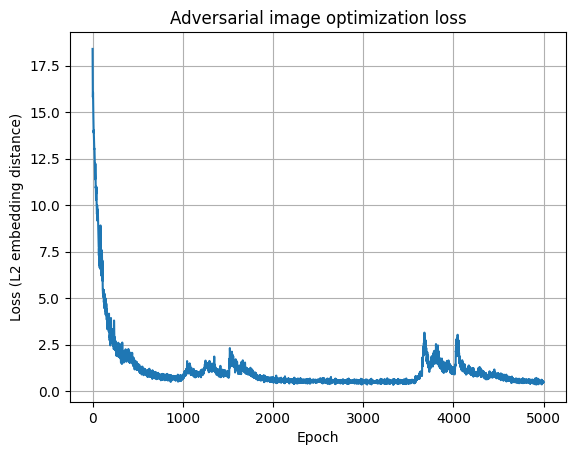 Adversarial image optimization loss
Loss (L2 embedding distance)
17.5
15.0
12.5
10.0
7.5
5.0
2.5
0.0
0 1000 2000 3000 4000 5000
Epoch